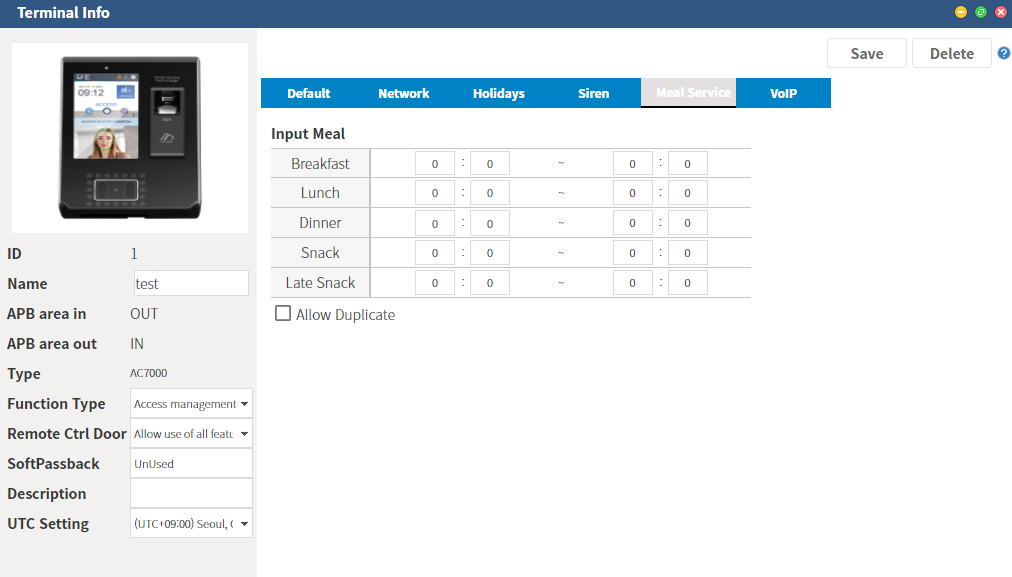 Terminal Info
Save
Delete
?
Default
Network
Holidays
Siren
Meal Service
VoIP
09:12
ACCESS
Input Meal
Breakfast 0 : 0 ~ 0 : 0
Lunch 0 : 0 ~ 0 : 0
Dinner 0 : 0 ~ 0 : 0
Snack 0 : 0 ~ 0 : 0
Late Snack 0 : 0 ~ 0 : 0
Allow Duplicate
ID 1
Name test
APB area in OUT
APB area out IN
Type AC7000
Function Type Access management
Remote Ctrl Door Allow use of all featu
SoftPassback UnUsed
Description
UTC Setting (UTC+09:00) Seoul, (